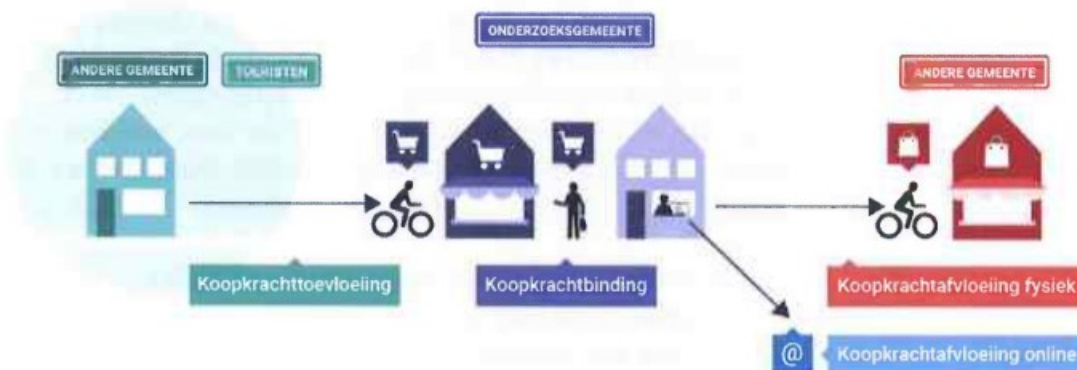 ONDERZOEKSGEMEENTE
ANDERE GEMEENTE
TOERISTEN
ANDERE GEMEENTE
Koopkrachttoevloeiing
Koopkrachtbinding
Koopkrachtafvloeiing fysiek
@
Koopkrachtafvloeiing online